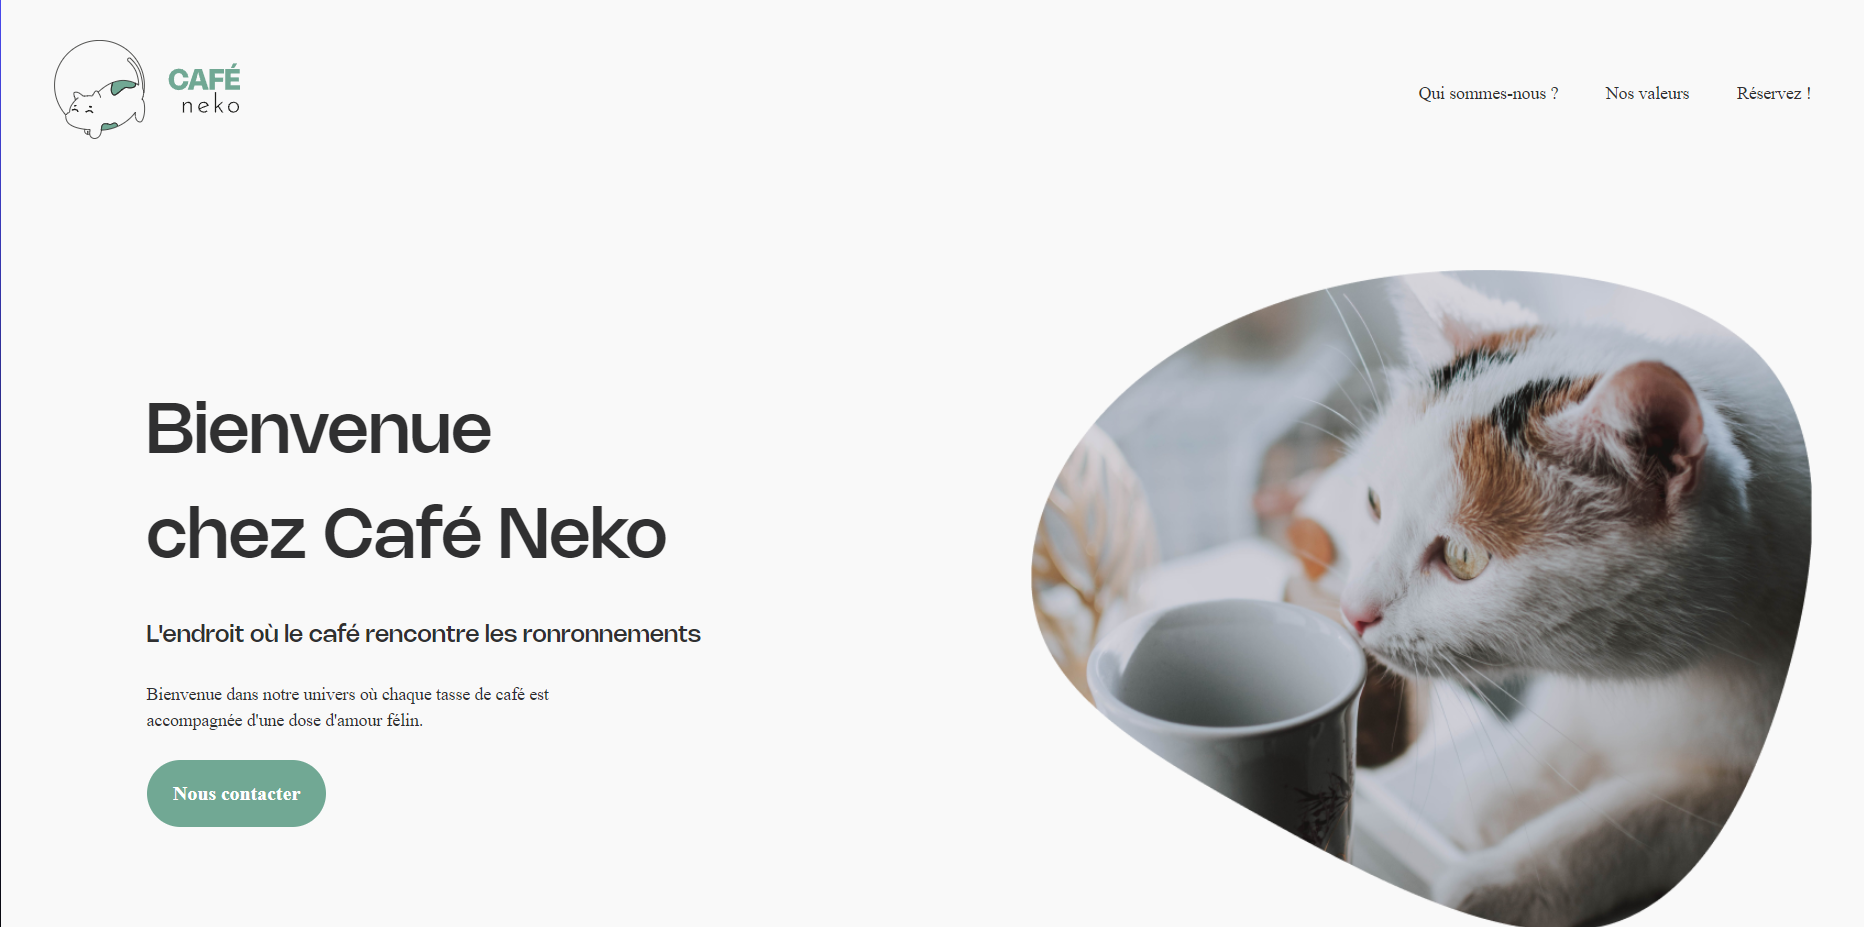 CAFÉ
neko
Qui sommes-nous ?
Nos valeurs
Réservez !
Bienvenue
chez Café Neko
L'endroit où le café rencontre les ronronnements
Bienvenue dans notre univers où chaque tasse de café est
accompagnée d'une dose d'amour félin.
Nous contacter